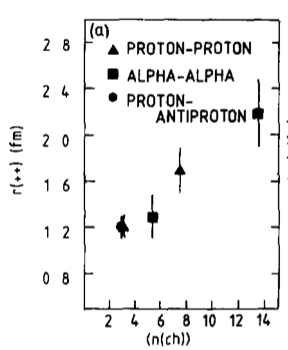 (a)
▲ PROTON-PROTON
■ ALPHA-ALPHA
● PROTON-
ANTIPROTON
r(++) (fm)
2 8
2 4
2 0
1 6
1 2
0 8
2 4 6 8 10 12 14
⟨n(ch)⟩